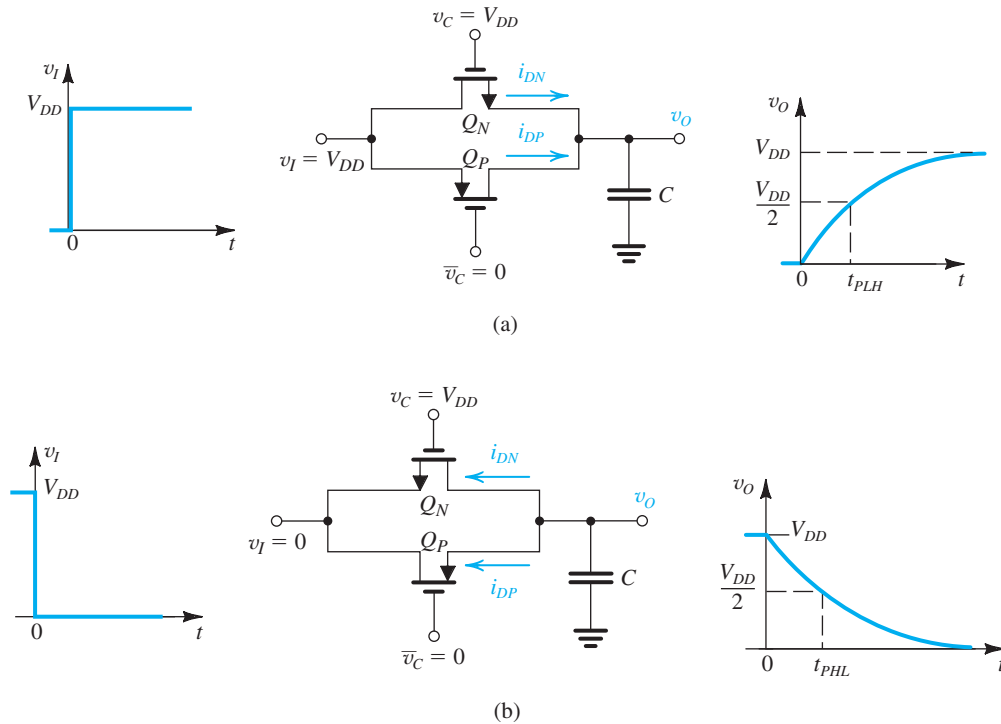 v_C = V_DD
v_I
V_DD
0
t
i_DN
Q_N
v_I = V_DD
Q_P
i_DP
v_O
C
v̅_C = 0
v_O
V_DD
V_DD
2
0
t_PLH
t
(a)
v_C = V_DD
v_I
V_DD
0
t
i_DN
Q_N
v_I = 0
Q_P
i_DP
v_O
C
v̅_C = 0
v_O
V_DD
V_DD
2
0
t_PHL
t
(b)